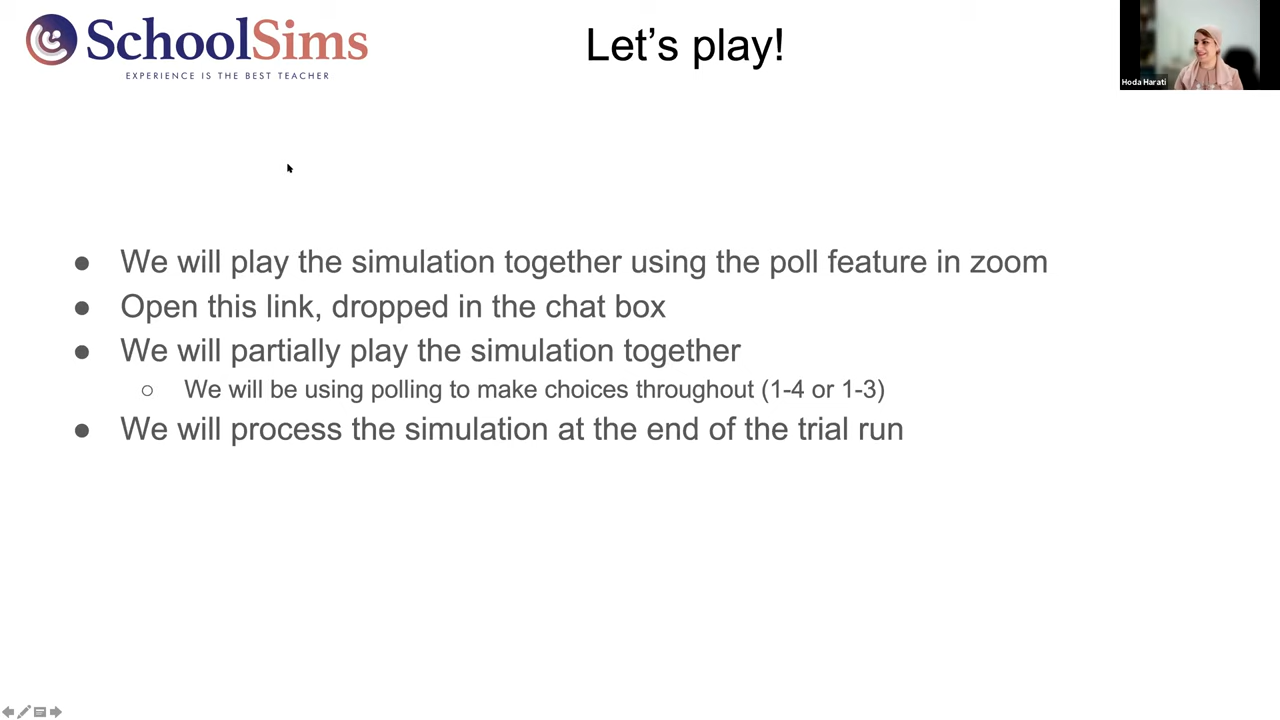 SchoolSims
EXPERIENCE IS THE BEST TEACHER
Let's play!
Hoda Harati
We will play the simulation together using the poll feature in zoom
Open this link, dropped in the chat box
We will partially play the simulation together
We will be using polling to make choices throughout (1-4 or 1-3)
We will process the simulation at the end of the trial run